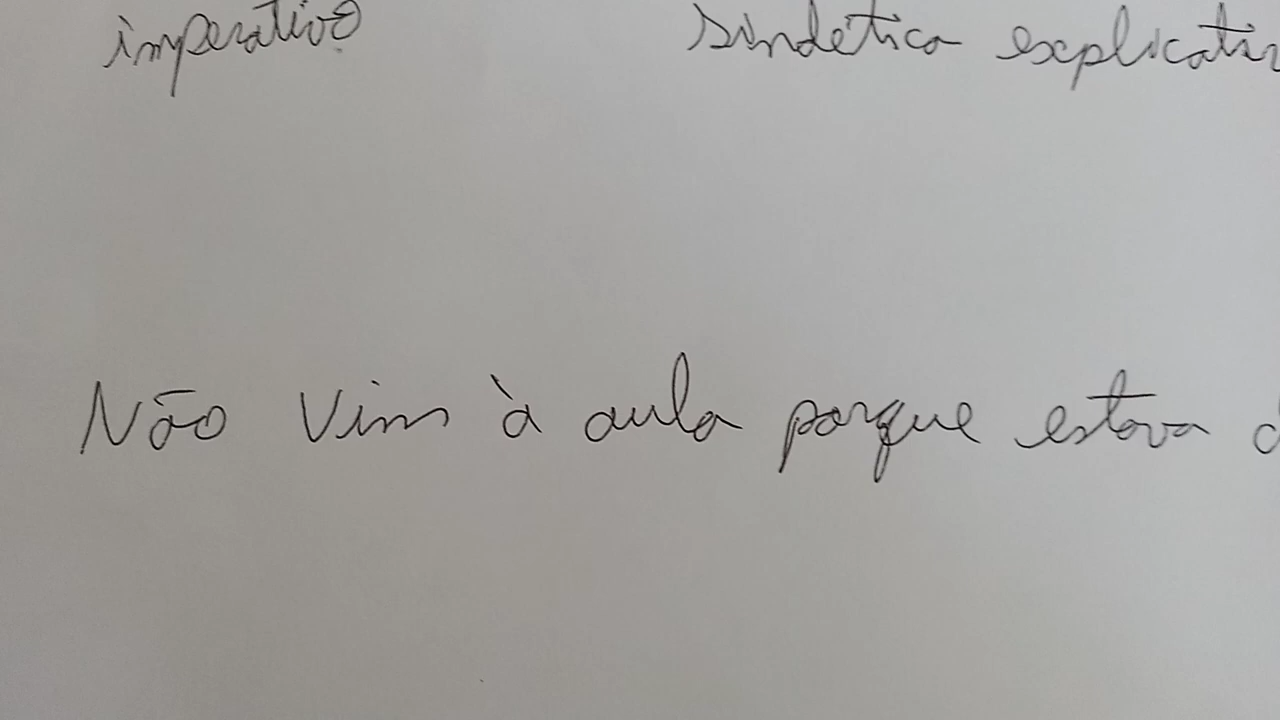 imperativo sindética explicativ
Não vim à aula porque estava d